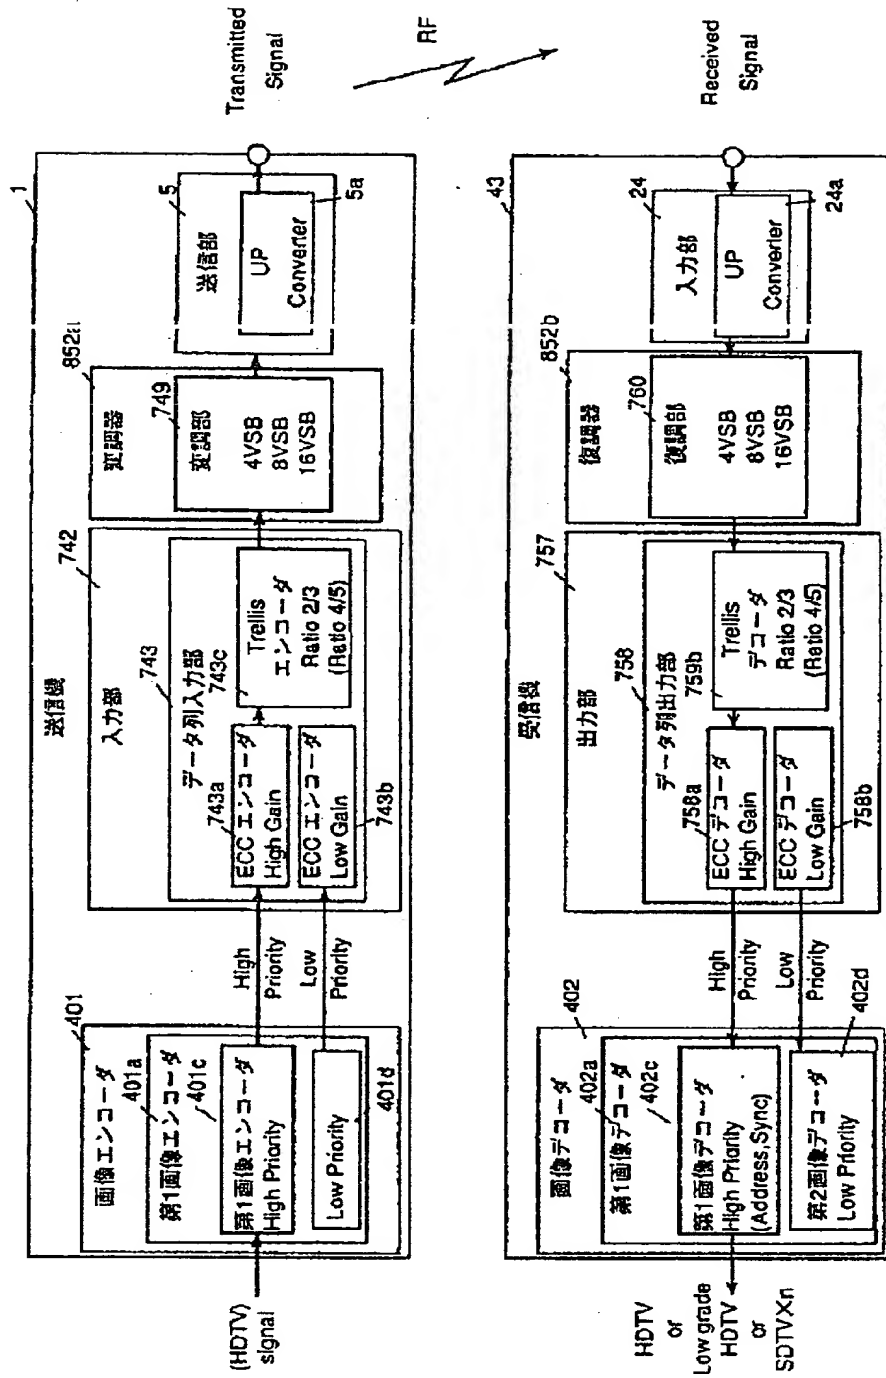 1
送信機
401
画像エンコーダ
401a
第1画像エンコーダ
401c
第1画像エンコーダ
High Priority
Low Priority
401d
(HDTV)
signal
High
Priority
Low
Priority
742
入力部
743
データ列入力部
743a
743c
ECC エンコーダ
High Gain
ECC エンコーダ
Low Gain
743b
Trellis
エンコーダ
Ratio 2/3
(Ratio 4/5)
852a
変調器
749
変調部
4VSB
8VSB
16VSB
5
送信部
UP
Converter
5a
Transmitted
Signal
RF
43
受信機
402
画像デコーダ
402a
第1画像デコーダ
402c
第1画像デコーダ
High Priority
(Address,Sync)
第2画像デコーダ
Low Priority
402d
HDTV
or
Low grade
HDTV
or
SDTV×n
High
Priority
Low
Priority
757
出力部
758
データ列出力部
758a
759b
ECC デコーダ
High Gain
ECC デコーダ
Low Gain
758b
Trellis
デコーダ
Ratio 2/3
(Ratio 4/5)
852b
復調器
760
復調部
4VSB
8VSB
16VSB
24
入力部
UP
Converter
24a
Received
Signal